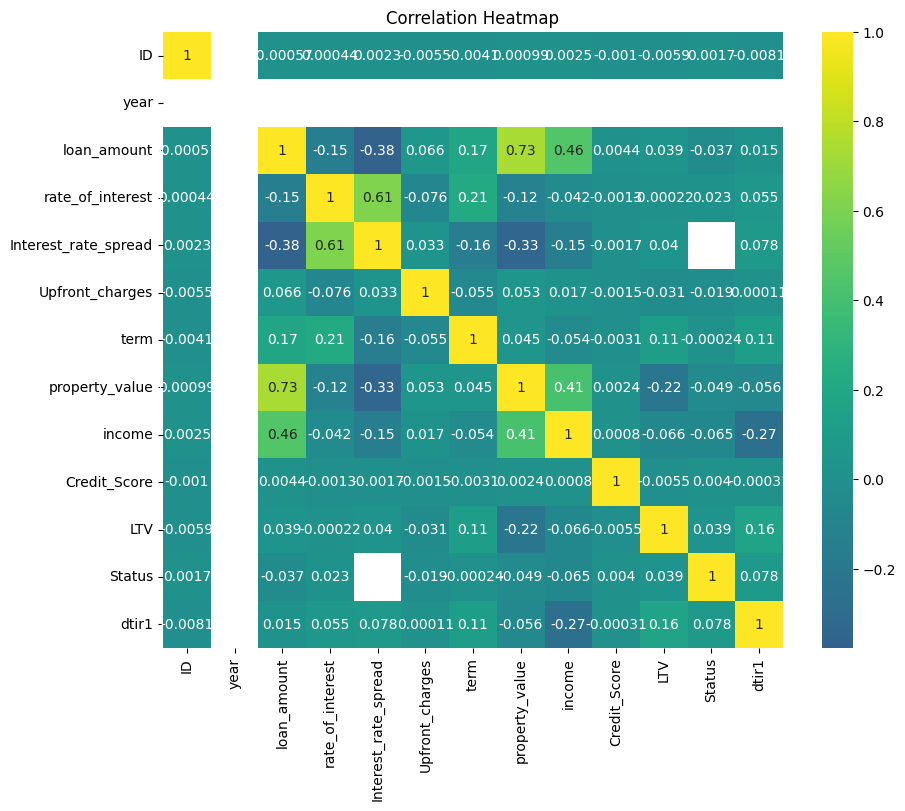 Correlation Heatmap
ID 1 0.0023 -0.0055 -0.0041 0.00099 0.0025 -0.001 -0.0059 0.0017 -0.0081
year
loan_amount 1 -0.15 -0.38 0.066 0.17 0.73 0.46 0.0044 0.039 -0.037 0.015
rate_of_interest -0.15 1 0.61 -0.076 0.21 -0.12 -0.042 -0.0013 -0.00022 0.023 0.055
Interest_rate_spread 0.0023 -0.38 0.61 1 0.033 -0.16 -0.33 -0.15 -0.0017 0.04 0.078
Upfront_charges -0.0055 0.066 -0.076 0.033 1 -0.055 0.053 0.017 -0.0015 -0.031 -0.019 0.00011
term -0.0041 0.17 0.21 -0.16 -0.055 1 0.045 -0.054 -0.0031 0.11 -0.00024 0.11
property_value 0.00099 0.73 -0.12 -0.33 0.053 0.045 1 0.41 0.0024 -0.22 -0.049 -0.056
income 0.0025 0.46 -0.042 -0.15 0.017 -0.054 0.41 1 0.0008 -0.066 -0.065 -0.27
Credit_Score -0.001 0.0044 -0.0013 -0.0017 -0.0015 -0.0031 0.0024 0.0008 1 -0.0055 0.004 -0.00031
LTV -0.0059 0.039 -0.00022 0.04 -0.031 0.11 -0.22 -0.066 -0.0055 1 0.039 0.16
Status 0.0017 -0.037 0.023 -0.019 -0.00024 -0.049 -0.065 0.004 0.039 1 0.078
dtir1 -0.0081 0.015 0.055 0.078 0.00011 0.11 -0.056 -0.27 -0.00031 0.16 0.078 1
ID
year
loan_amount
rate_of_interest
Interest_rate_spread
Upfront_charges
term
property_value
income
Credit_Score
LTV
Status
dtir1
1.0
0.8
0.6
0.4
0.2
0.0
−0.2